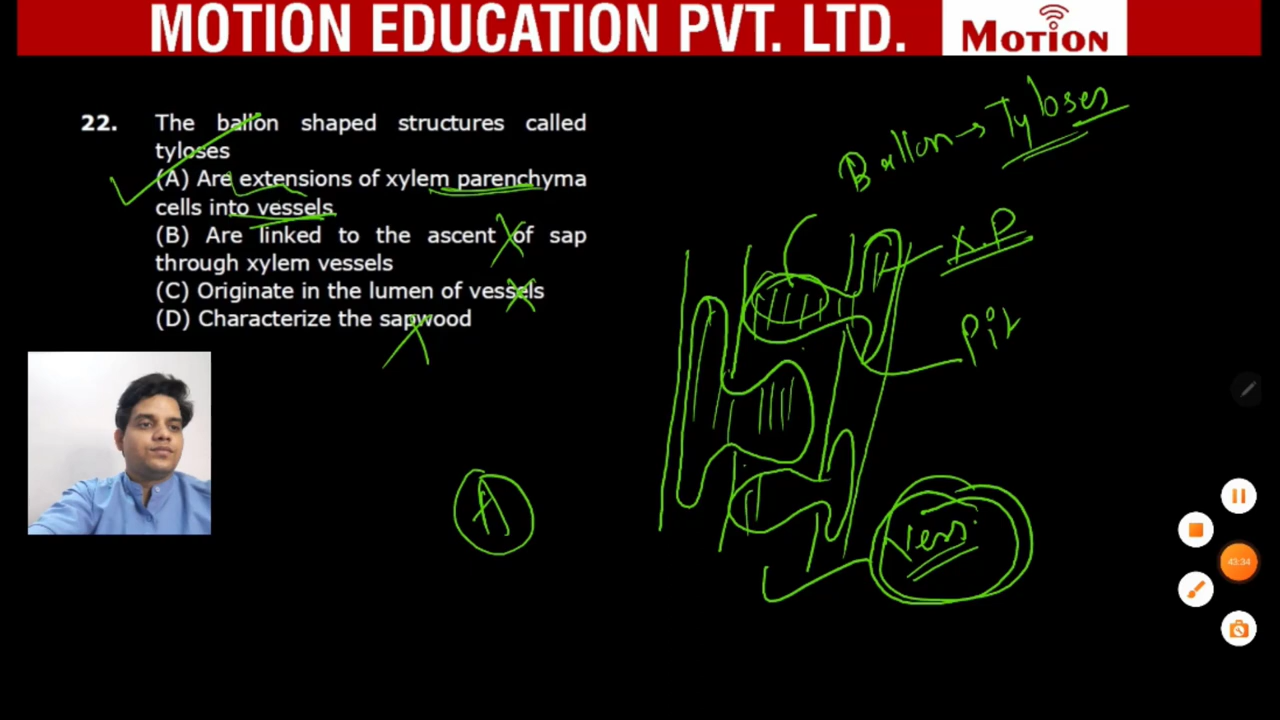 MOTION EDUCATION PVT. LTD.
MOTION
22. The ballon shaped structures called
tyloses
(A) Are extensions of xylem parenchyma
cells into vessels
(B) Are linked to the ascent of sap
through xylem vessels
(C) Originate in the lumen of vessels
(D) Characterize the sapwood
Ballon → Tyloses
X.P
Pit
A
43:34